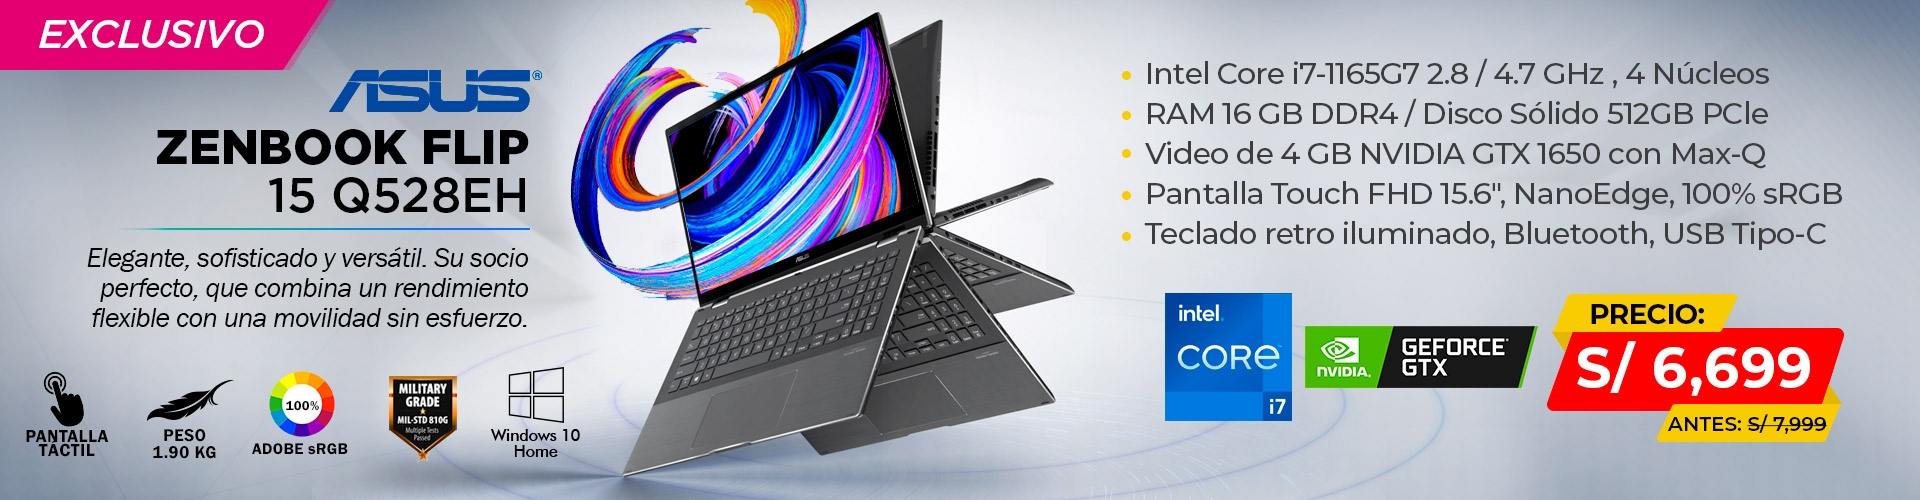 EXCLUSIVO
ASUS®
ZENBOOK FLIP
15 Q528EH
Elegante, sofisticado y versátil. Su socio
perfecto, que combina un rendimiento
flexible con una movilidad sin esfuerzo.
PANTALLA
TACTIL
PESO
1.90 KG
100%
ADOBE sRGB
MILITARY
GRADE
MIL-STD 810G
Multiple Tests
Passed
Windows 10
Home
ASUS
Intel Core i7-1165G7 2.8 / 4.7 GHz , 4 Núcleos
RAM 16 GB DDR4 / Disco Sólido 512GB PCle
Video de 4 GB NVIDIA GTX 1650 con Max-Q
Pantalla Touch FHD 15.6", NanoEdge, 100% sRGB
Teclado retro iluminado, Bluetooth, USB Tipo-C
intel.
CORE
i7
NVIDIA.
GEFORCE
GTX
PRECIO:
S/ 6,699
ANTES: S/ 7,999